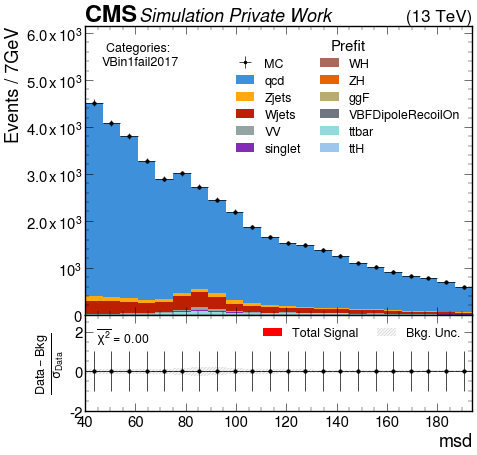 CMS Simulation Private Work (13 TeV)
Events / 7GeV
6.0×10³
5.0×10³
4.0×10³
3.0×10³
2.0×10³
10³
0
Categories:
VBin1fail2017
Prefit
MC
qcd
Zjets
Wjets
VV
singlet
WH
ZH
ggF
VBFDipoleRecoilOn
ttbar
ttH
Data − Bkg
σ_Data
2
0
-2
χ² = 0.00
Total Signal
Bkg. Unc.
40 60 80 100 120 140 160 180
msd